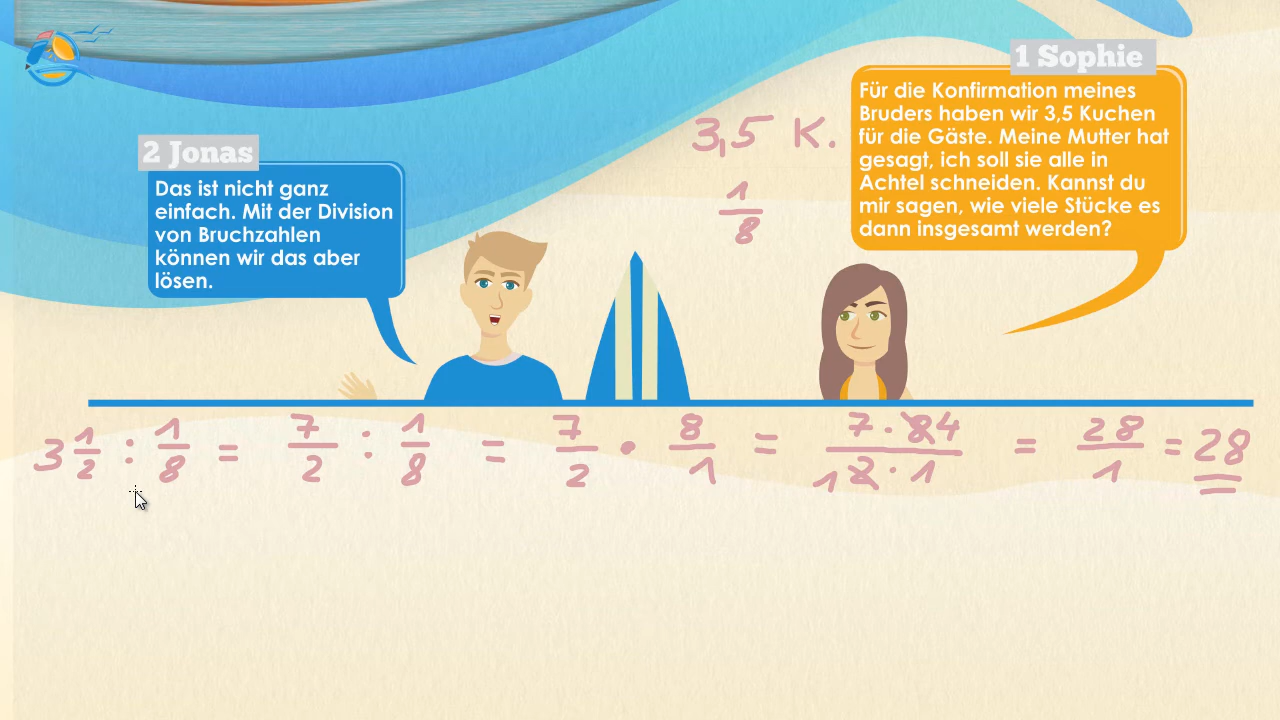 1 Sophie
Für die Konfirmation meines
Bruders haben wir 3,5 Kuchen
für die Gäste. Meine Mutter hat
gesagt, ich soll sie alle in
Achtel schneiden. Kannst du
mir sagen, wie viele Stücke es
dann insgesamt werden?
3,5 K.
1/8
2 Jonas
Das ist nicht ganz
einfach. Mit der Division
von Bruchzahlen
können wir das aber
lösen.
3 1/2 : 1/8 = 7/2 : 1/8 = 7/2 · 8/1 = 7 · 8 4 / 1 2 · 1 = 28/1 = 28